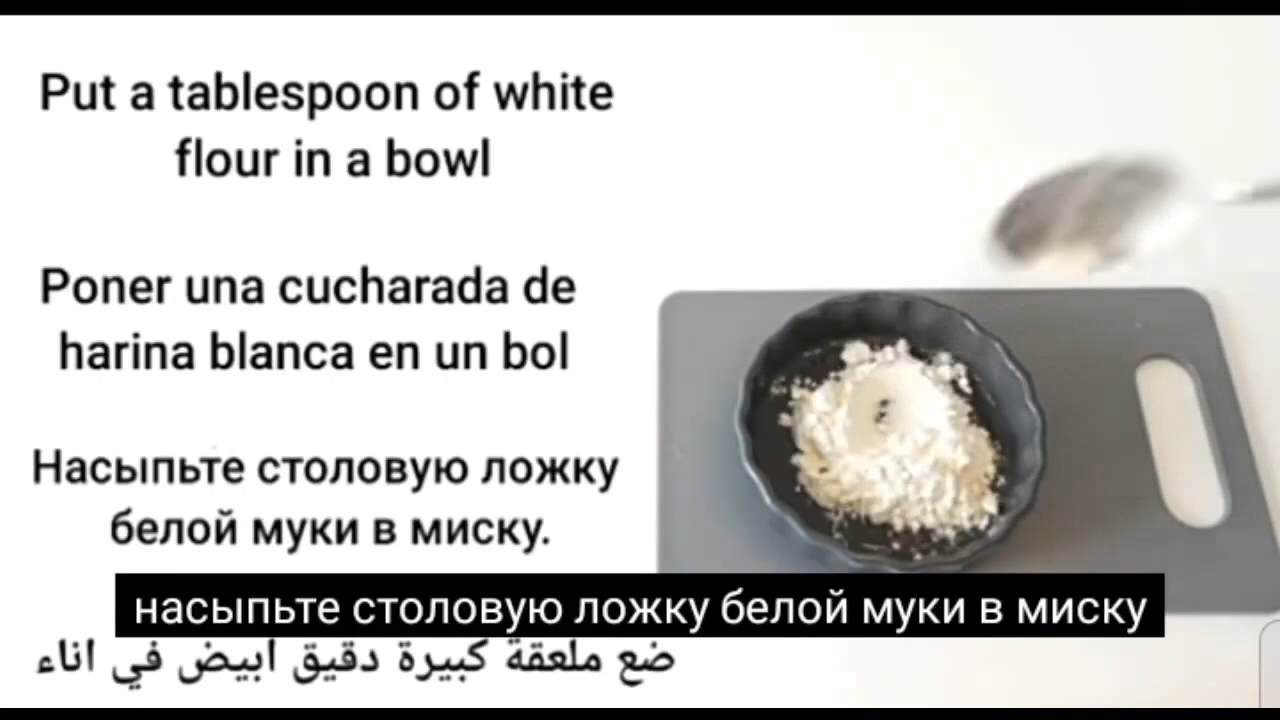 Put a tablespoon of white
flour in a bowl
Poner una cucharada de
harina blanca en un bol
Насыпьте столовую ложку
белой муки в миску.
насыпьте столовую ложку белой муки в миску
ضع ملعقة كبيرة دقيق ابيض في اناء